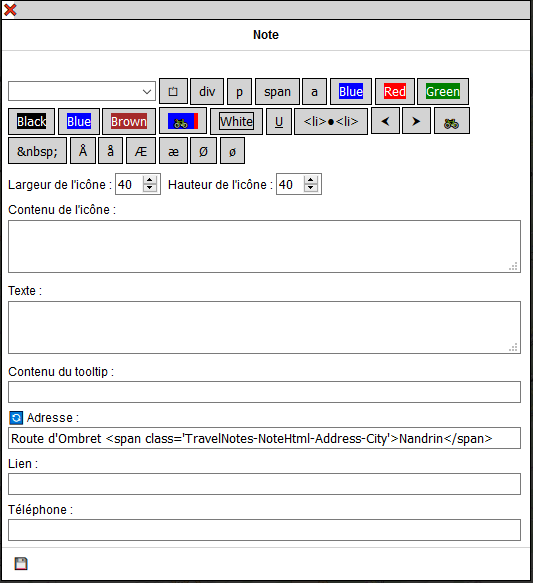 Note
div p span a Blue Red Green
Black Blue Brown White U <li>●<li> ⮜ ⮞
&nbsp; Å å Æ æ Ø ø
Largeur de l'icône : 40 Hauteur de l'icône : 40
Contenu de l'icône :
Texte :
Contenu du tooltip :
Adresse :
Route d'Ombret <span class='TravelNotes-NoteHtml-Address-City'>Nandrin</span>
Lien :
Téléphone :